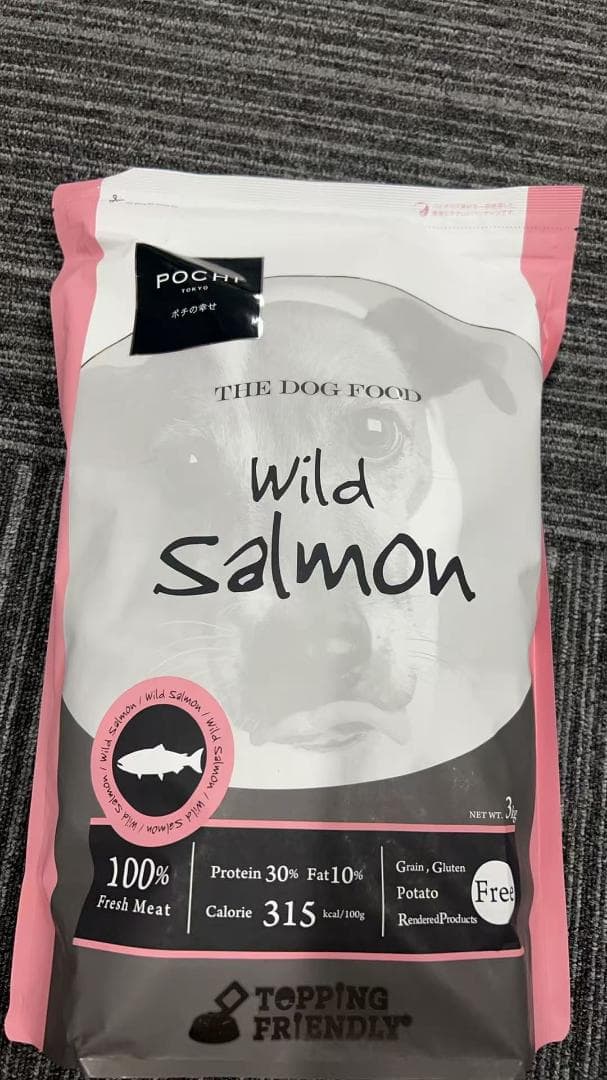 POCHI
TOKYO
ポチの幸せ
THE DOG FOOD
Wild
Salmon
Wild Salmon / Wild Salmon / Wild Salmon / Wild Salmon /
NET WT. 3kg
100%
Fresh Meat
Protein 30% Fat 10%
Calorie 315 kcal/100g
Grain, Gluten
Potato
Rendered Products
Free
TOPPING
FRIENDLY